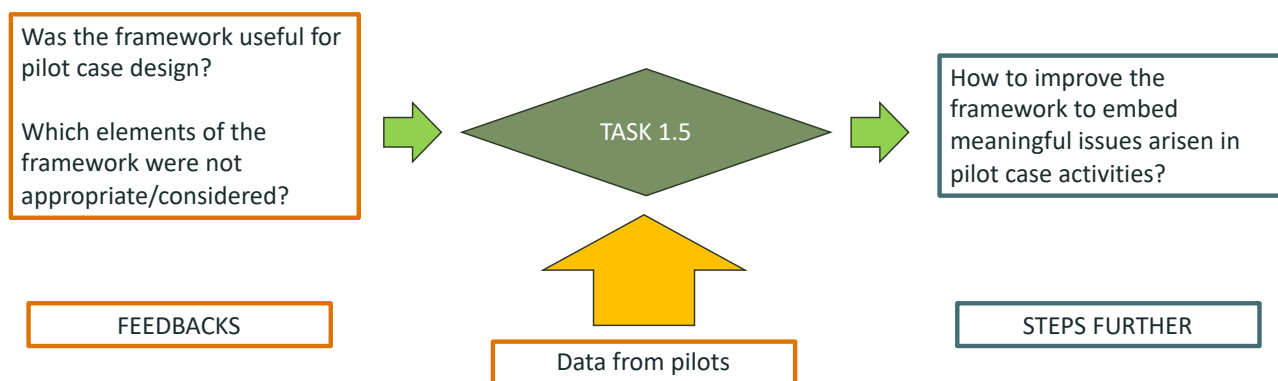 Was the framework useful for
pilot case design?
Which elements of the
framework were not
appropriate/considered?
TASK 1.5
How to improve the
framework to embed
meaningful issues arisen in
pilot case activities?
FEEDBACKS
Data from pilots
STEPS FURTHER